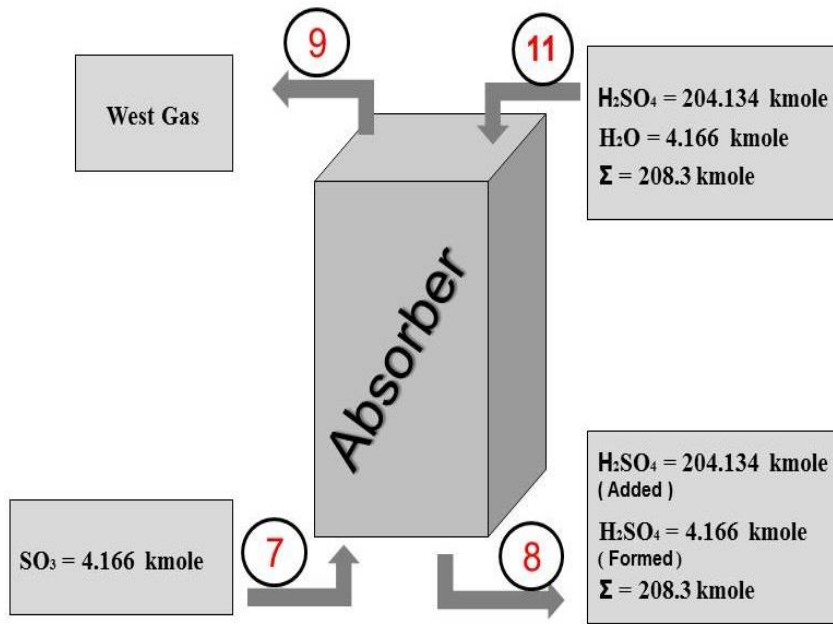 9
11
West Gas
H₂SO₄ = 204.134 kmole
H₂O = 4.166 kmole
Σ = 208.3 kmole
Absorber
SO₃ = 4.166 kmole
7
8
H₂SO₄ = 204.134 kmole
( Added )
H₂SO₄ = 4.166 kmole
( Formed )
Σ = 208.3 kmole